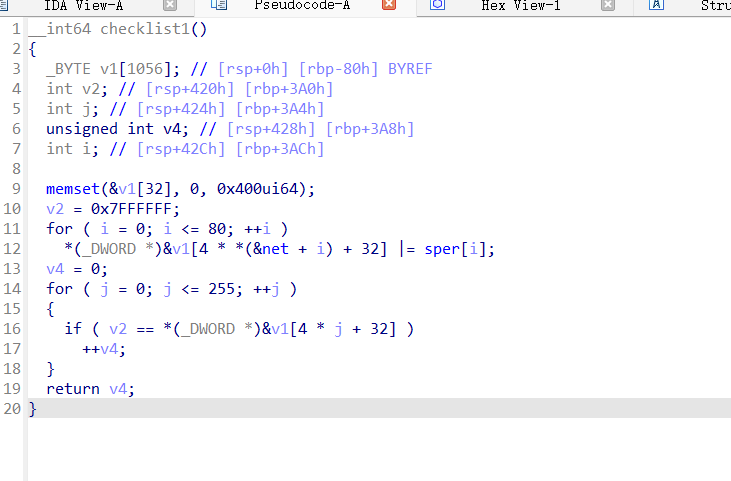 IDA View-A Pseudocode-A Hex View-1 A Stru
1 __int64 checklist1()
2 {
3 _BYTE v1[1056]; // [rsp+0h] [rbp-80h] BYREF
4 int v2; // [rsp+420h] [rbp+3A0h]
5 int j; // [rsp+424h] [rbp+3A4h]
6 unsigned int v4; // [rsp+428h] [rbp+3A8h]
7 int i; // [rsp+42Ch] [rbp+3ACh]
8
9 memset(&v1[32], 0, 0x400ui64);
10 v2 = 0x7FFFFFF;
11 for ( i = 0; i <= 80; ++i )
12 *(_DWORD *)&v1[4 * *(&net + i) + 32] |= sper[i];
13 v4 = 0;
14 for ( j = 0; j <= 255; ++j )
15 {
16 if ( v2 == *(_DWORD *)&v1[4 * j + 32] )
17 ++v4;
18 }
19 return v4;
20 }